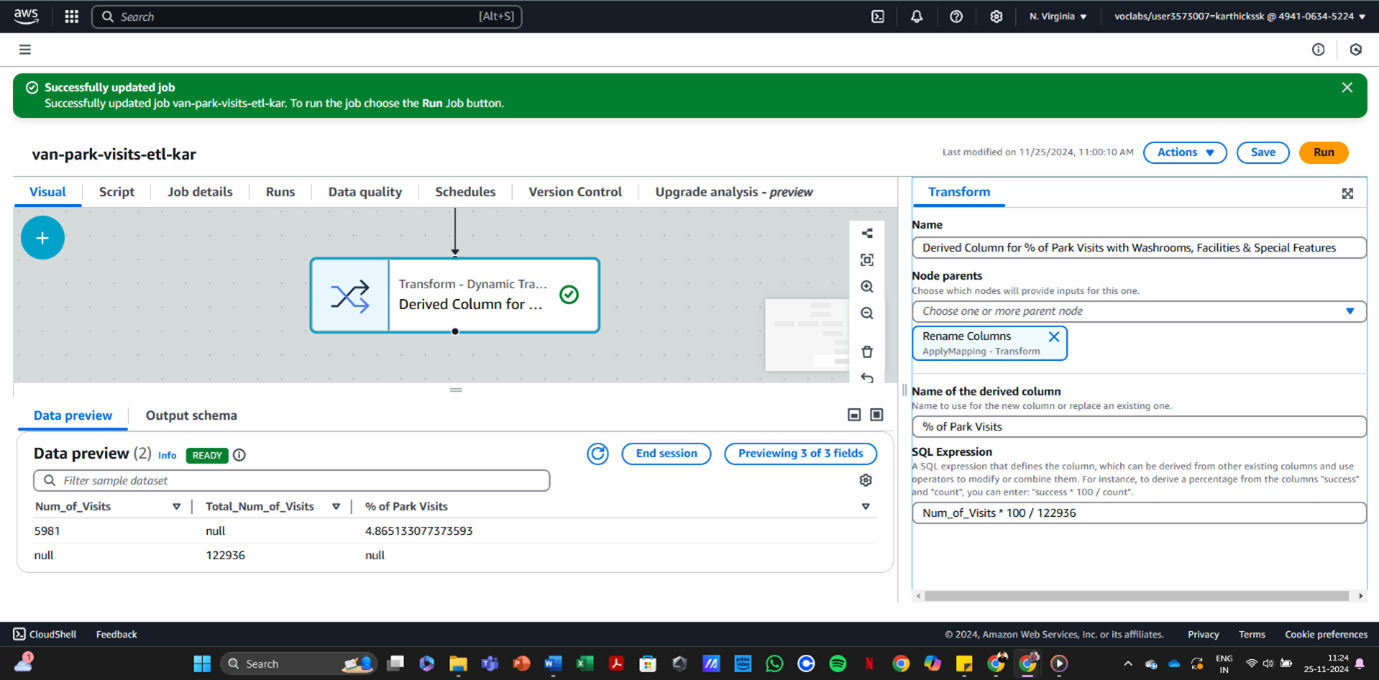 aws
Search
[Alt+S]
N. Virginia
voclabs/user3573007=karthickssk @ 4941-0634-5224
Successfully updated job
Successfully updated job van-park-visits-etl-kar. To run the job choose the Run Job button.
van-park-visits-etl-kar
Last modified on 11/25/2024, 11:00:10 AM
Actions
Save
Run
Visual
Script
Job details
Runs
Data quality
Schedules
Version Control
Upgrade analysis - preview
Transform - Dynamic Tra...
Derived Column for ...
Data preview
Output schema
Data preview (2) Info READY
End session
Previewing 3 of 3 fields
Filter sample dataset
Num_of_Visits
Total_Num_of_Visits
% of Park Visits
5981
null
4.865133077373593
null
122936
null
Transform
Name
Derived Column for % of Park Visits with Washrooms, Facilities & Special Features
Node parents
Choose which nodes will provide inputs for this one.
Choose one or more parent node
Rename Columns
ApplyMapping - Transform
Name of the derived column
Name to use for the new column or replace an existing one.
% of Park Visits
SQL Expression
A SQL expression that defines the column, which can be derived from other existing columns and use
operators to modify or combine them. For instance, to derive a percentage from the columns "success"
and "count", you can enter: "success * 100 / count".
Num_of_Visits * 100 / 122936
CloudShell
Feedback
© 2024, Amazon Web Services, Inc. or its affiliates.
Privacy
Terms
Cookie preferences
1
Search
ENG
IN
11:24
25-11-2024